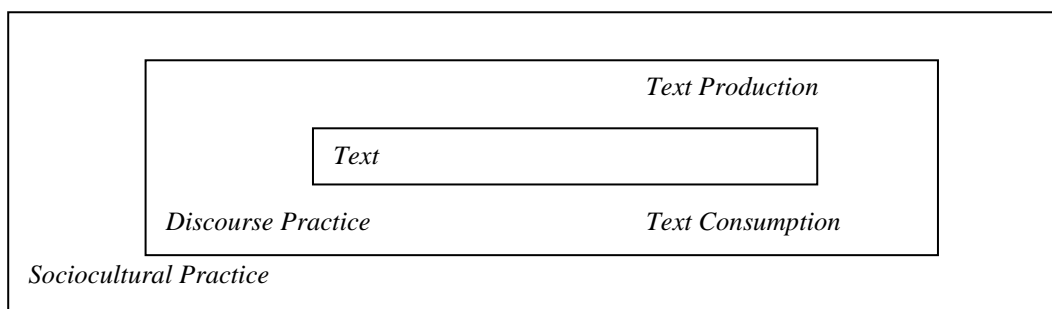 Text Production
Text
Discourse Practice
Text Consumption
Sociocultural Practice